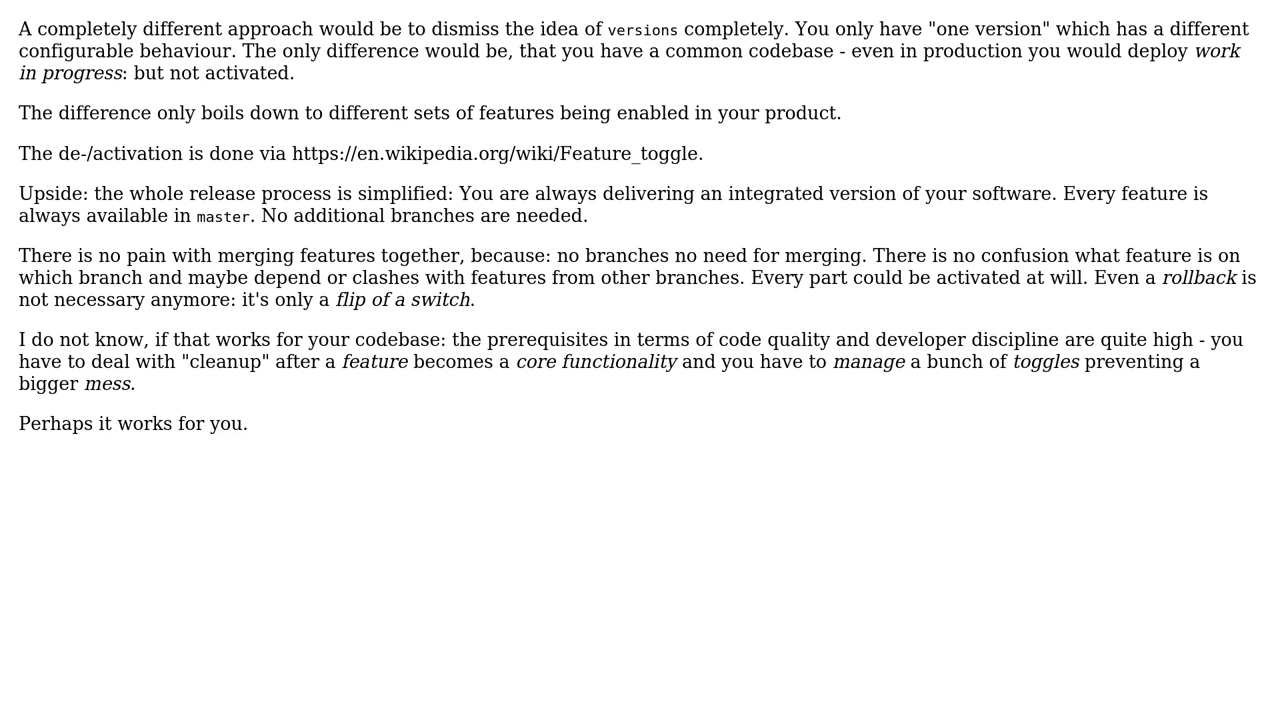 A completely different approach would be to dismiss the idea of versions completely. You only have "one version" which has a different
configurable behaviour. The only difference would be, that you have a common codebase - even in production you would deploy work
in progress: but not activated.
The difference only boils down to different sets of features being enabled in your product.
The de-/activation is done via https://en.wikipedia.org/wiki/Feature_toggle.
Upside: the whole release process is simplified: You are always delivering an integrated version of your software. Every feature is
always available in master. No additional branches are needed.
There is no pain with merging features together, because: no branches no need for merging. There is no confusion what feature is on
which branch and maybe depend or clashes with features from other branches. Every part could be activated at will. Even a rollback is
not necessary anymore: it's only a flip of a switch.
I do not know, if that works for your codebase: the prerequisites in terms of code quality and developer discipline are quite high - you
have to deal with "cleanup" after a feature becomes a core functionality and you have to manage a bunch of toggles preventing a
bigger mess.
Perhaps it works for you.